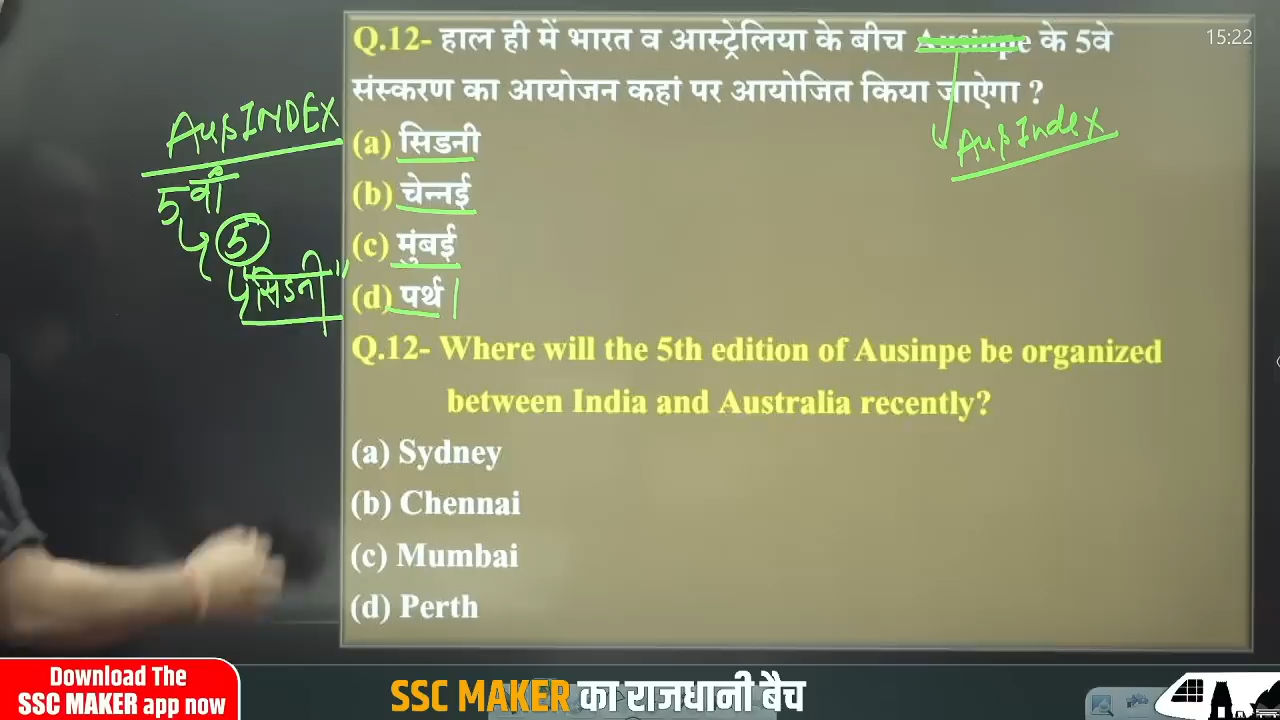 Q.12- हाल ही में भारत व आस्ट्रेलिया के बीच Ausinpe के 5वे
15:22
संस्करण का आयोजन कहां पर आयोजित किया जाऐगा ?
AusINDEX
AusIndex
(a) सिडनी
5वाँ
(b) चेन्नई
5
(c) मुंबई
"सिडनी"
(d) पर्थ
Q.12- Where will the 5th edition of Ausinpe be organized
between India and Australia recently?
(a) Sydney
(b) Chennai
(c) Mumbai
(d) Perth
Download The
SSC MAKER app now
SSC MAKER का राजधानी बैच